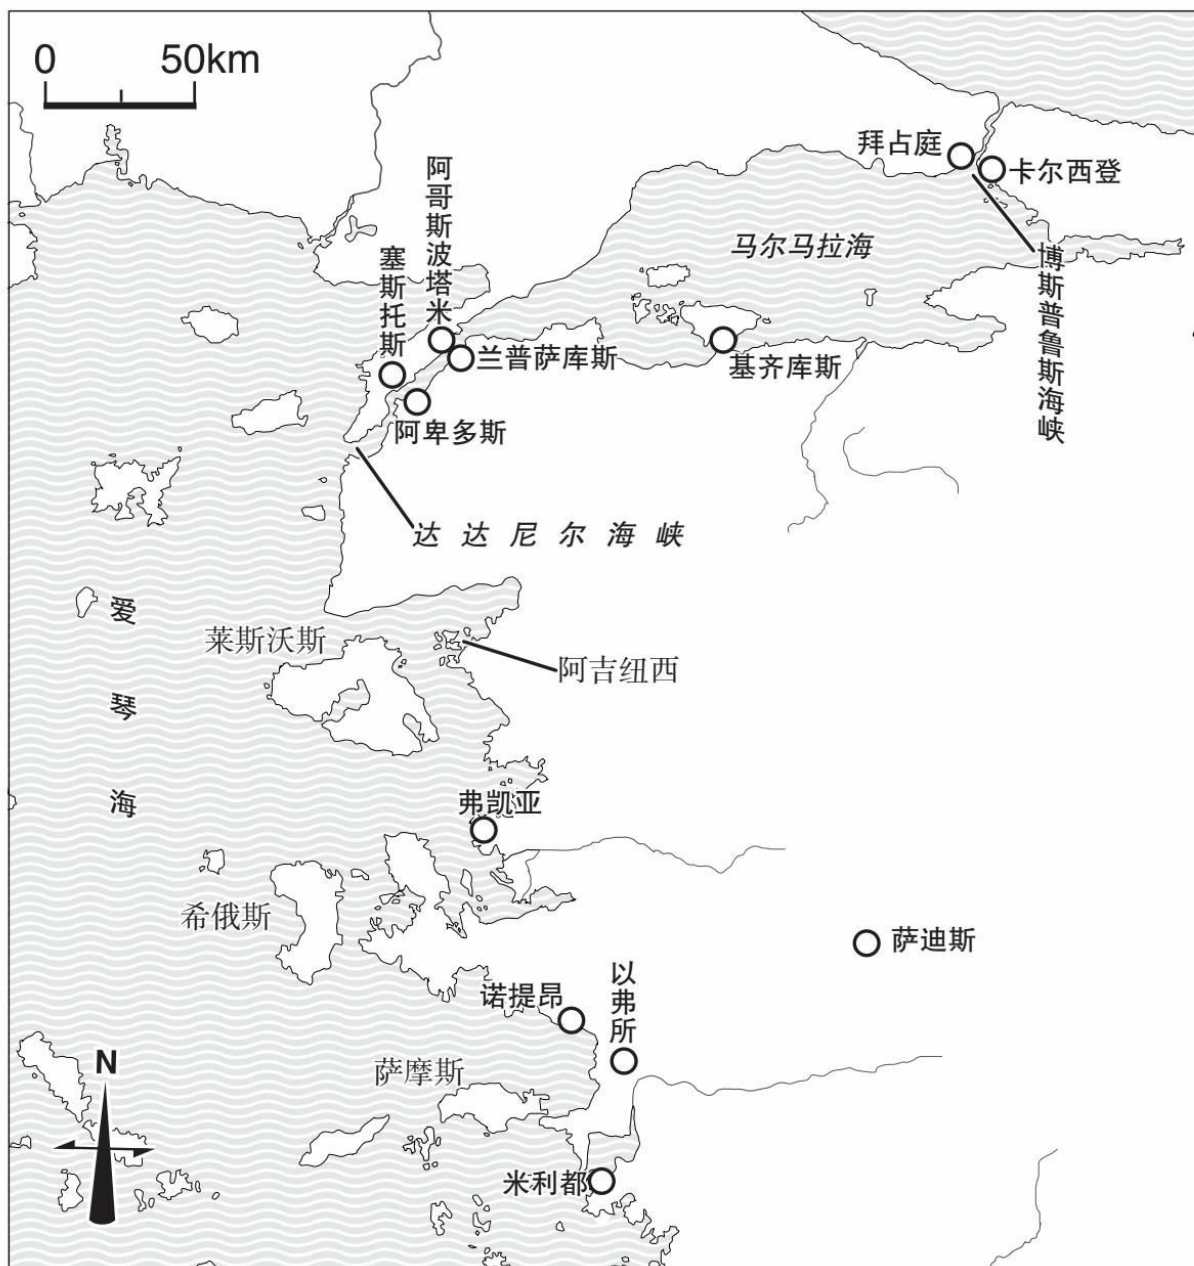 0 50km
拜占庭
卡尔西登
阿哥斯波塔米
马尔马拉海
塞斯托斯
博斯普鲁斯海峡
兰普萨库斯
基齐库斯
阿卑多斯
达达尼尔海峡
爱琴海
莱斯沃斯
阿吉纽西
弗凯亚
希俄斯
萨迪斯
以弗所
诺提昂
萨摩斯
N
米利都